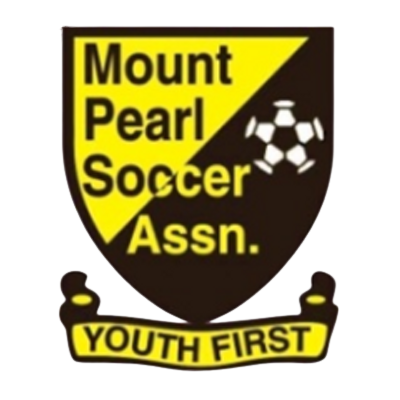 Mount
Pearl
Soccer
Assn.
YOUTH FIRST